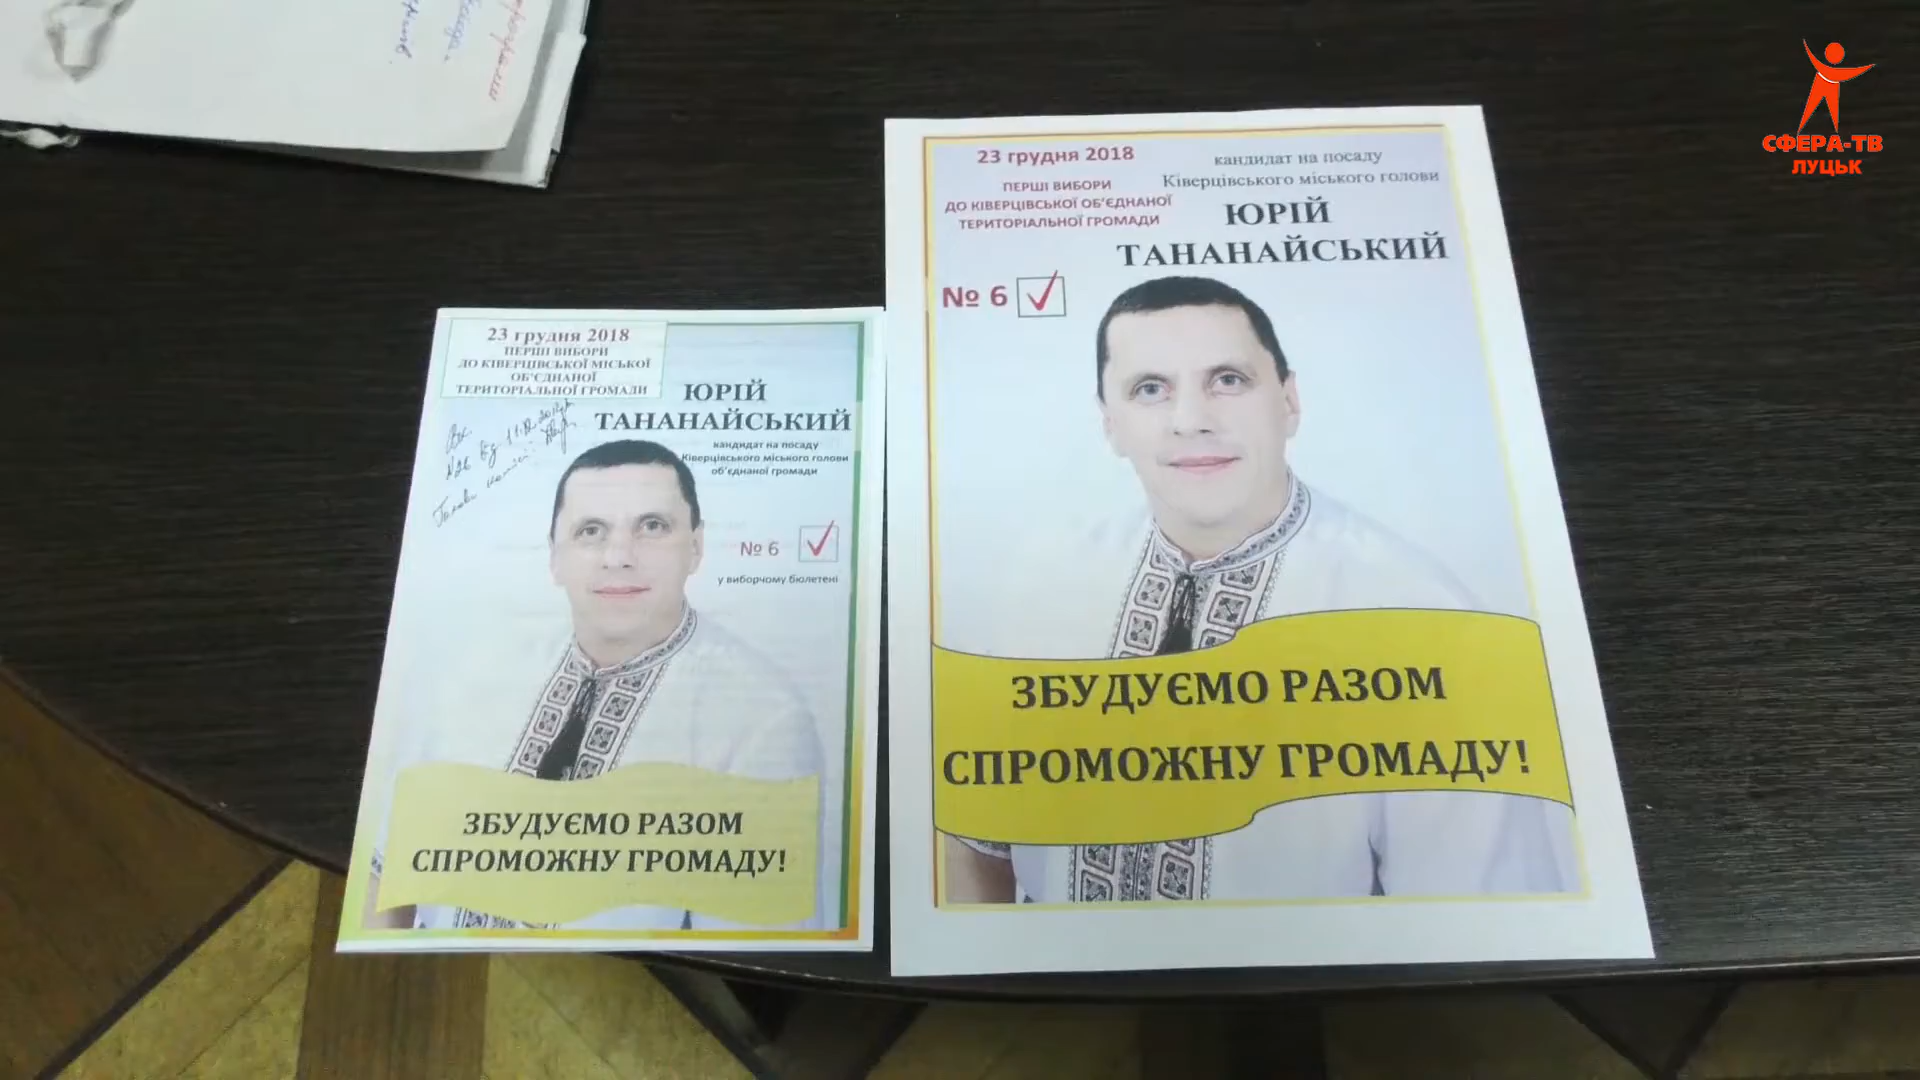 СФЕРА-ТВ
ЛУЦЬК
23 грудня 2018
ПЕРШІ ВИБОРИ
ДО КІВЕРЦІВСЬКОЇ МІСЬКОЇ
ОБ'ЄДНАНОЇ
ТЕРИТОРІАЛЬНОЇ ГРОМАДИ
ЮРІЙ
ТАНАНАЙСЬКИЙ
кандидат на посаду
Ківерцівського міського голови
об'єднаної громади
№ 6
у виборчому бюлетені
ЗБУДУЄМО РАЗОМ
СПРОМОЖНУ ГРОМАДУ!
23 грудня 2018
ПЕРШІ ВИБОРИ
ДО КІВЕРЦІВСЬКОЇ ОБ'ЄДНАНОЇ
ТЕРИТОРІАЛЬНОЇ ГРОМАДИ
кандидат на посаду
Ківерцівського міського голови
ЮРІЙ
ТАНАНАЙСЬКИЙ
№ 6
ЗБУДУЄМО РАЗОМ
СПРОМОЖНУ ГРОМАДУ!